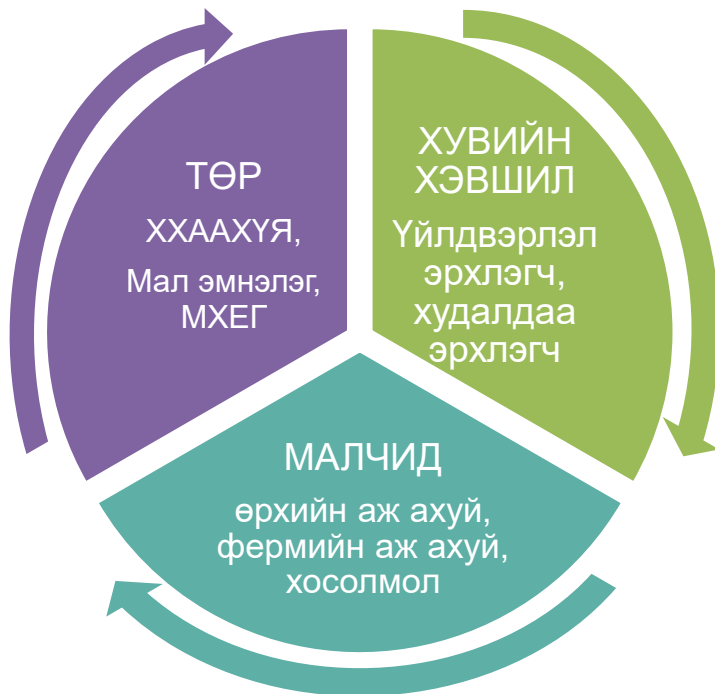 ТӨР
ХХААХҮЯ,
Мал эмнэлэг,
МХЕГ
ХУВИЙН
ХЭВШИЛ
Үйлдвэрлэл
эрхлэгч,
худалдаа
эрхлэгч
МАЛЧИД
өрхийн аж ахуй,
фермийн аж ахуй,
хосолмол